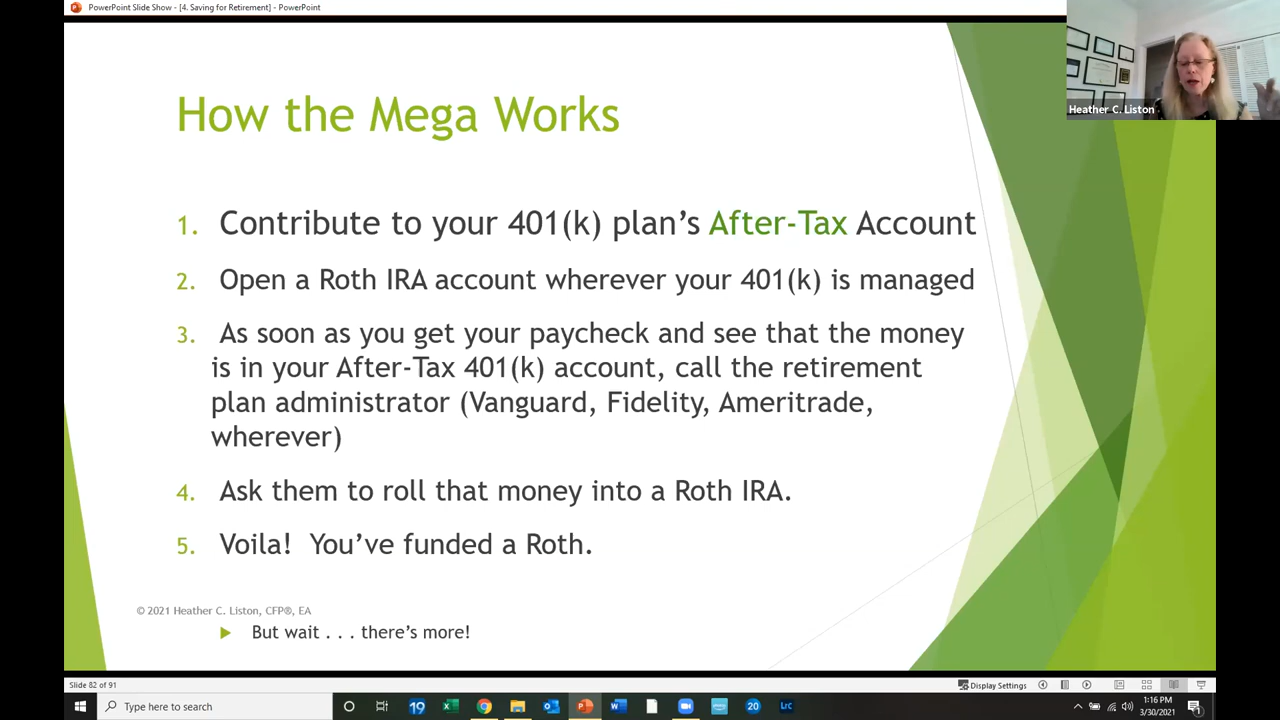 PowerPoint Slide Show - [4. Saving for Retirement] - PowerPoint
Heather C. Liston
How the Mega Works
1. Contribute to your 401(k) plan's After-Tax Account
2. Open a Roth IRA account wherever your 401(k) is managed
3. As soon as you get your paycheck and see that the money
is in your After-Tax 401(k) account, call the retirement
plan administrator (Vanguard, Fidelity, Ameritrade,
wherever)
4. Ask them to roll that money into a Roth IRA.
5. Voila! You've funded a Roth.
© 2021 Heather C. Liston, CFP®, EA
But wait . . . there's more!
Slide 82 of 91
Display Settings
Type here to search
19
20
LrC
1:16 PM
3/30/2021